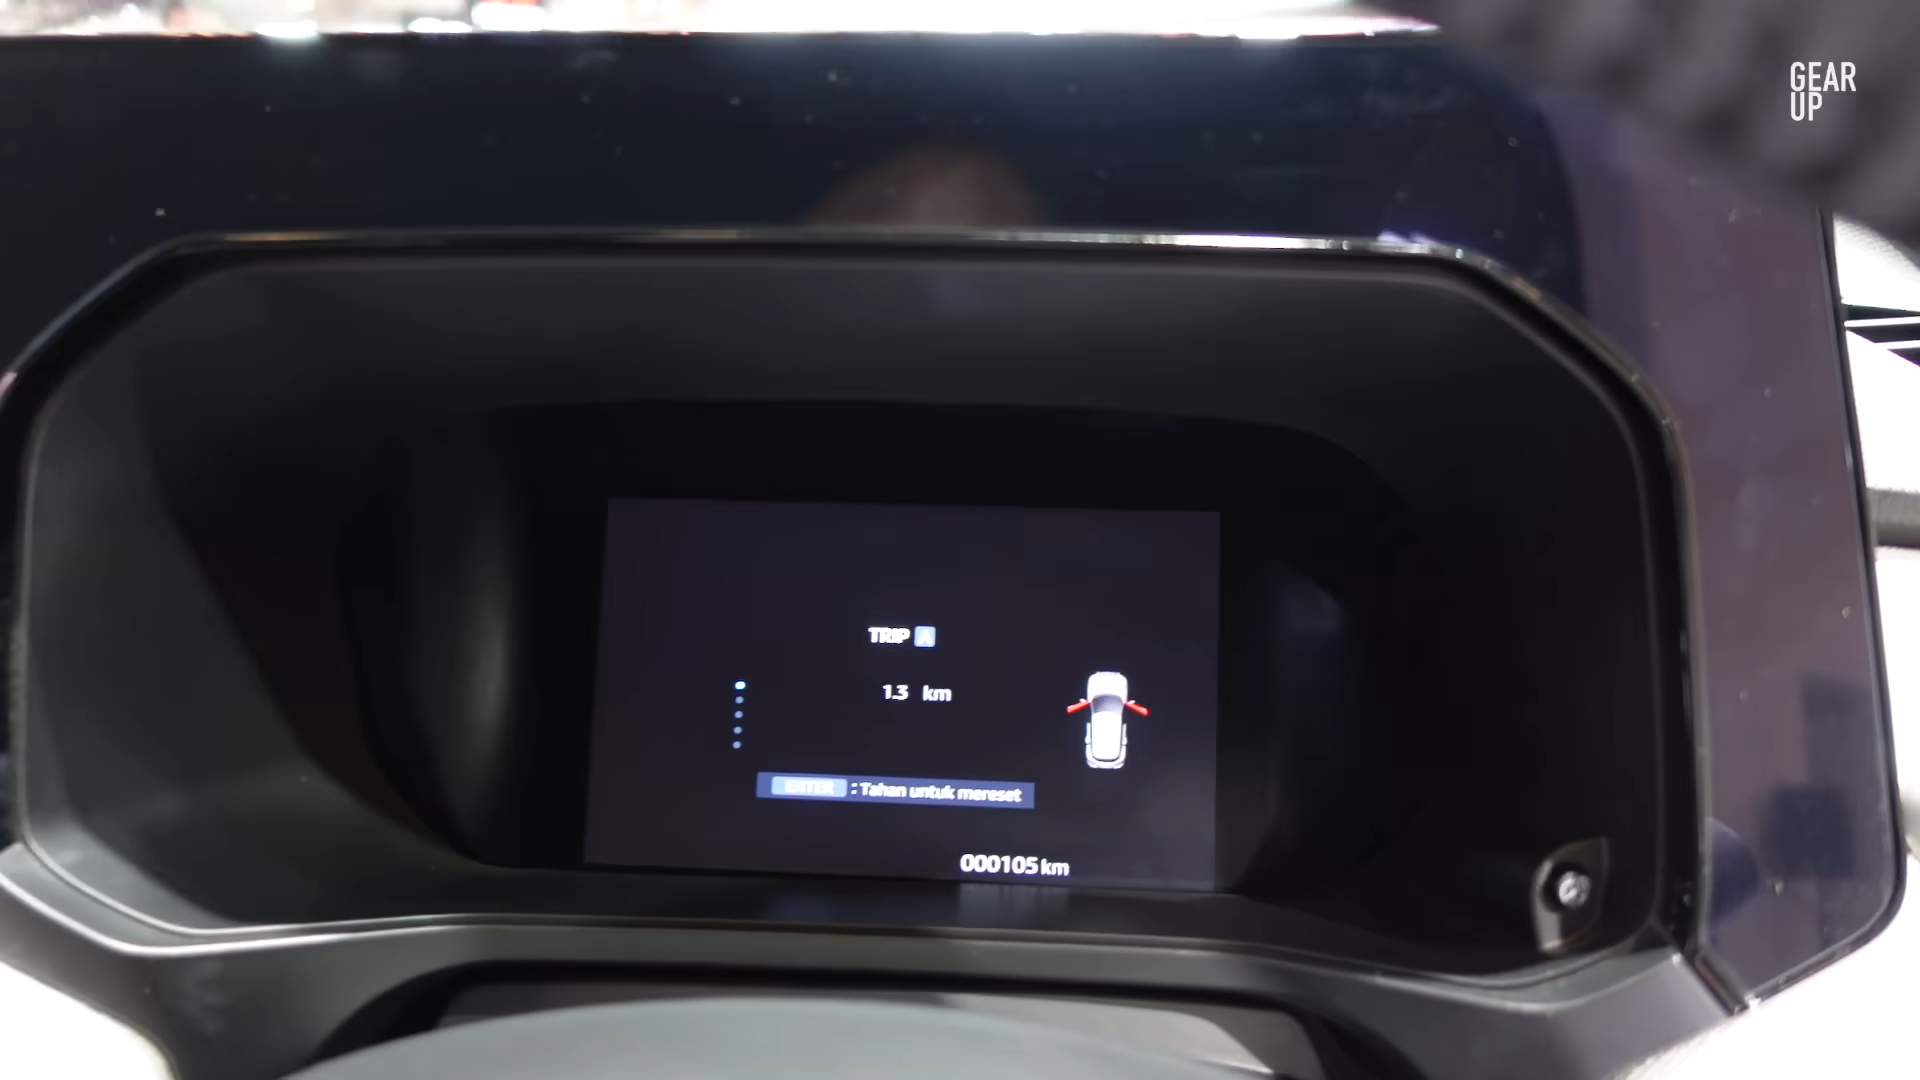 GEAR
UP
TRIP A
1.3 km
ENTER : Tahan untuk mereset
000105 km